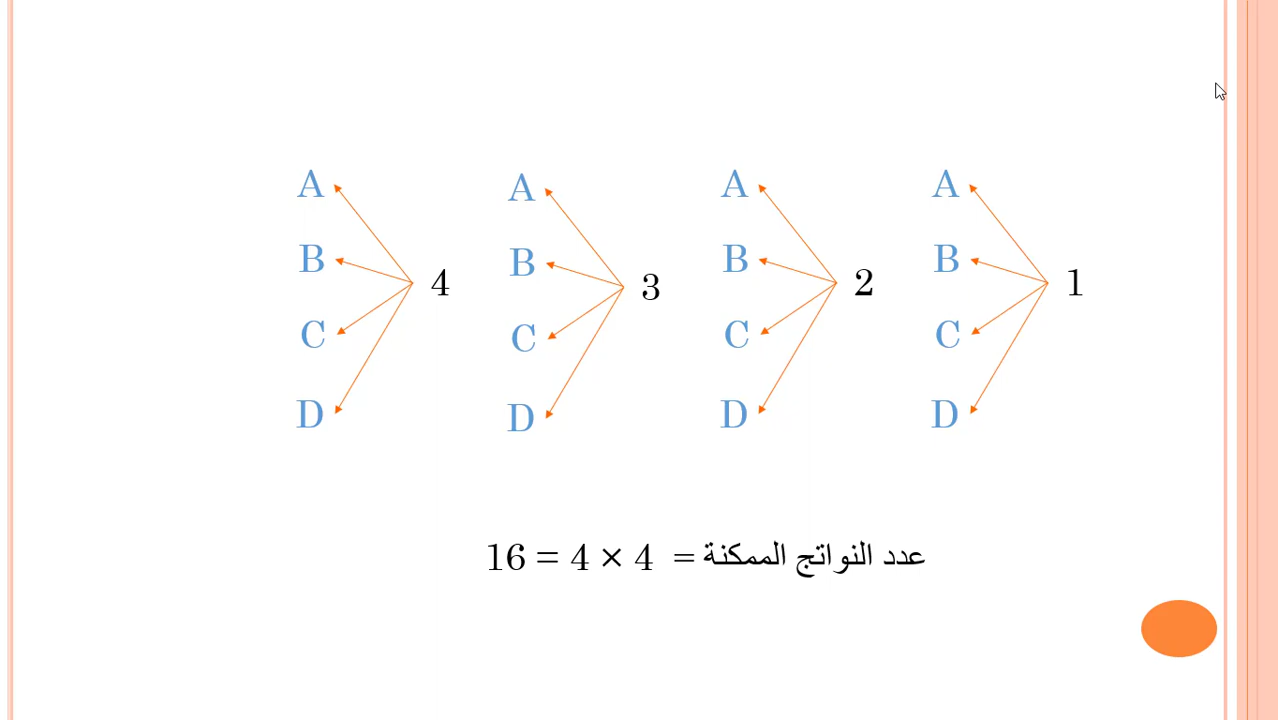 A A A A
B B B B
1 2 3 4
C C C C
D D D D
عدد النواتج الممكنة = 4 × 4 = 16